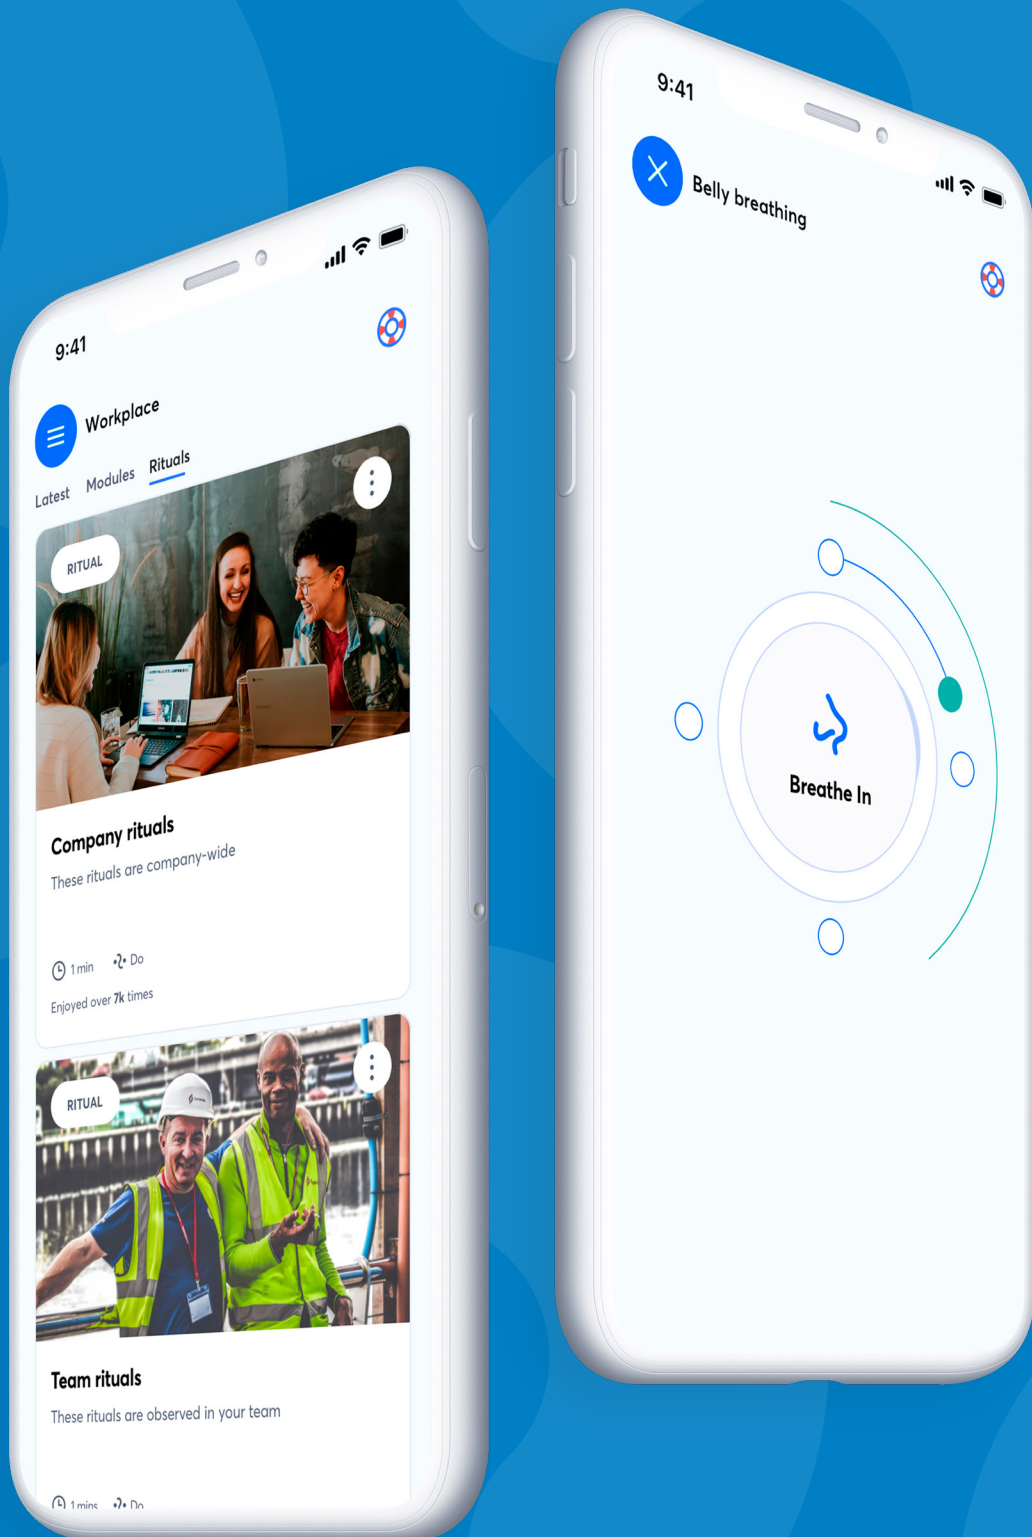 9:41
Workplace
Latest Modules Rituals
RITUAL
Company rituals
These rituals are company-wide
1 min Do
Enjoyed over 7k times
RITUAL
Team rituals
These rituals are observed in your team
1 mins Do
9:41
Belly breathing
Breathe In